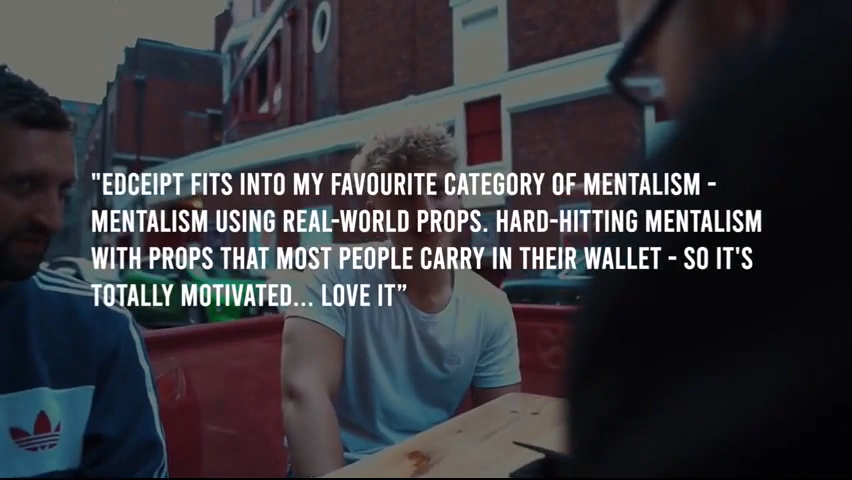 "EDCEIPT FITS INTO MY FAVOURITE CATEGORY OF MENTALISM -
MENTALISM USING REAL-WORLD PROPS. HARD-HITTING MENTALISM
WITH PROPS THAT MOST PEOPLE CARRY IN THEIR WALLET - SO IT'S
TOTALLY MOTIVATED... LOVE IT”